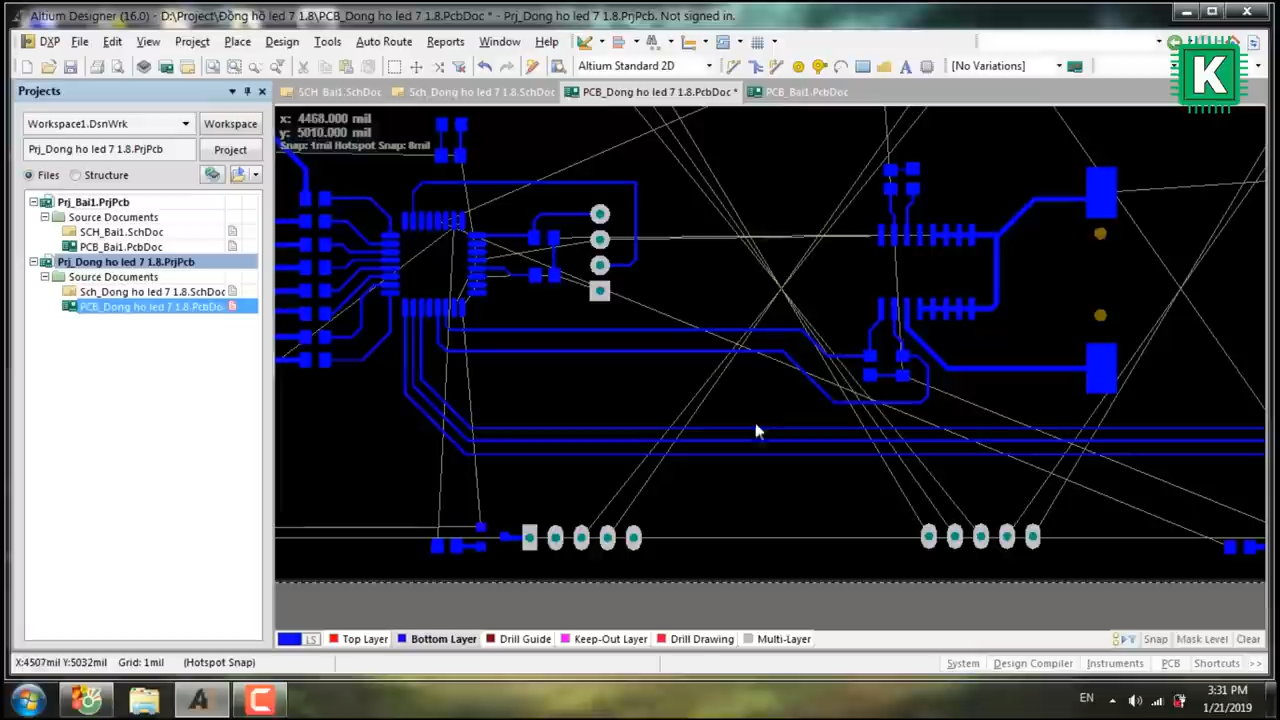 Altium Designer (16.0) - D:\Project\Đồng hồ led 7 1.8\PCB_Dong ho led 7 1.8.PcbDoc * - Prj_Dong ho led 7 1.8.PrjPcb. Not signed in.
DXP File Edit View Project Place Design Tools Auto Route Reports Window Help
Altium Standard 2D [No Variations]
K
Projects
SCH_Bai1.SchDoc Sch_Dong ho led 7 1.8.SchDoc PCB_Dong ho led 7 1.8.PcbDoc * PCB_Bai1.PcbDoc
Workspace1.DsnWrk Workspace
Prj_Dong ho led 7 1.8.PrjPcb Project
Files Structure
Prj_Bai1.PrjPcb
Source Documents
SCH_Bai1.SchDoc
PCB_Bai1.PcbDoc
Prj_Dong ho led 7 1.8.PrjPcb
Source Documents
Sch_Dong ho led 7 1.8.SchDoc
PCB_Dong ho led 7 1.8.PcbDo
x: 4468.000 mil
y: 5010.000 mil
Snap: 1mil Hotspot Snap: 8mil
LS Top Layer Bottom Layer Drill Guide Keep-Out Layer Drill Drawing Multi-Layer Snap Mask Level Clear
X:4507mil Y:5032mil Grid: 1mil (Hotspot Snap) System Design Compiler Instruments PCB Shortcuts >>
EN
3:31 PM
1/21/2019